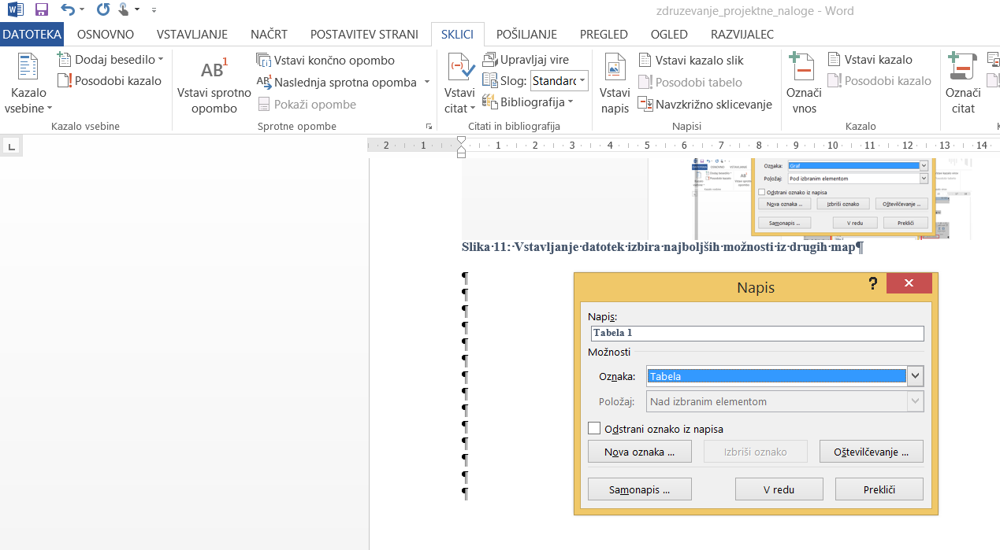 zdruzevanje_projektne_naloge - Word
DATOTEKA OSNOVNO VSTAVLJANJE NAČRT POSTAVITEV STRANI SKLICI POŠILJANJE PREGLED OGLED RAZVIJALEC
Kazalo vsebine
Dodaj besedilo
Posodobi kazalo
Kazalo vsebine
AB1
Vstavi sprotno opombo
Vstavi končno opombo
Naslednja sprotna opomba
Pokaži opombe
Sprotne opombe
Vstavi citat
Upravljaj vire
Slog: Standard
Bibliografija
Citati in bibliografija
Vstavi napis
Vstavi kazalo slik
Posodobi tabelo
Navzkrižno sklicevanje
Napisi
Označi vnos
Vstavi kazalo
Posodobi kazalo
Kazalo
Označi citat
L 2 1 1 2 3 4 5 6 7 8 9 10 11 12 13 14
Oznaka: Graf
Položaj: Pod izbranim elementom
Odstrani oznako iz napisa
Nova oznaka ... Izbriši oznako Oštevilčevanje ...
Samonapis ... V redu Prekliči
Slika·11:·Vstavljanje·datotek·izbira·najboljših·možnosti·iz·drugih·map¶
¶
¶
¶
¶
¶
¶
¶
¶
¶
¶
¶
¶
¶
¶
Napis ?
Napis:
Tabela 1
Možnosti
Oznaka: Tabela
Položaj: Nad izbranim elementom
Odstrani oznako iz napisa
Nova oznaka ... Izbriši oznako Oštevilčevanje ...
Samonapis ... V redu Prekliči